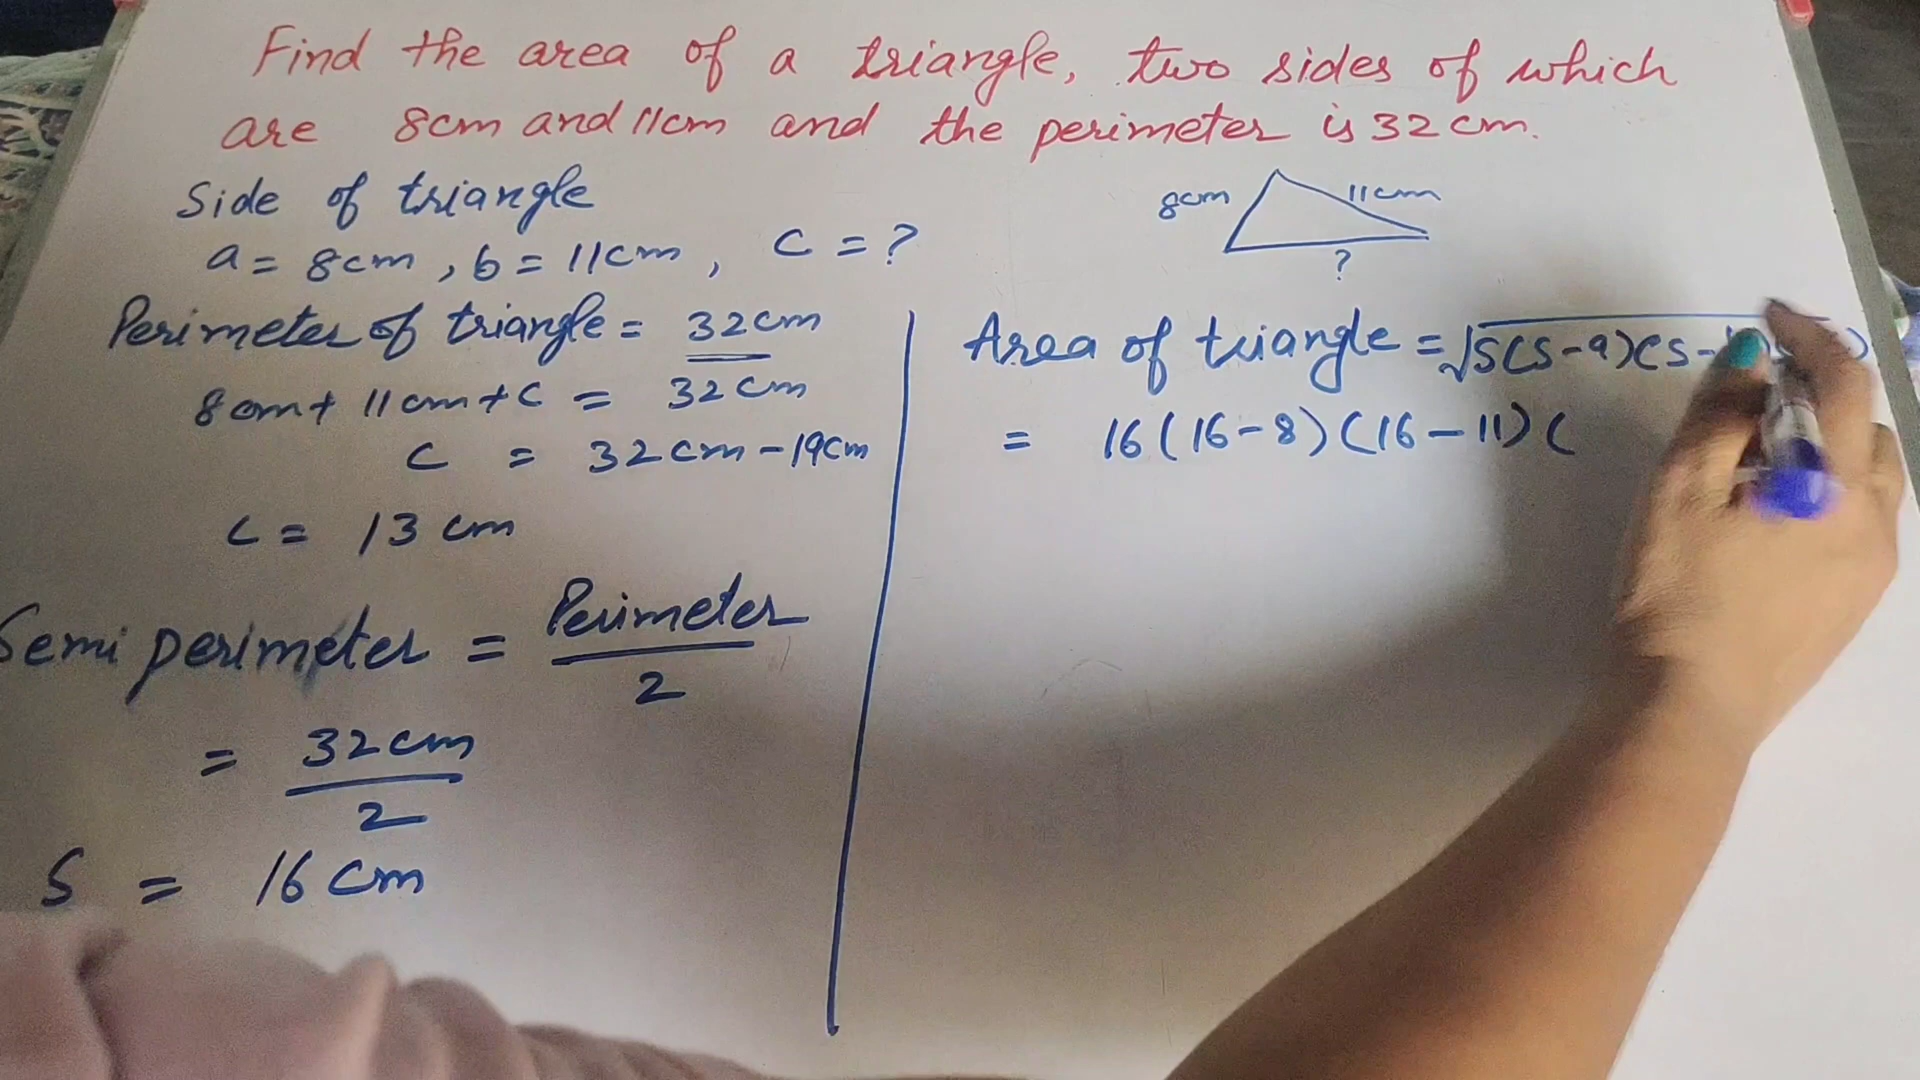 Find the area of a triangle, two sides of which
are 8cm and 11cm and the perimeter is 32 cm.
Side of triangle
a = 8cm, b = 11cm, c = ?
8cm 11cm
?
Perimeter of triangle = 32cm
8cm + 11cm + c = 32cm
c = 32cm - 19cm
c = 13 cm
Semi perimeter = Perimeter
2
= 32cm
2
S = 16cm
Area of triangle = √S(S-a)(S-
= 16(16-8)(16-11)(